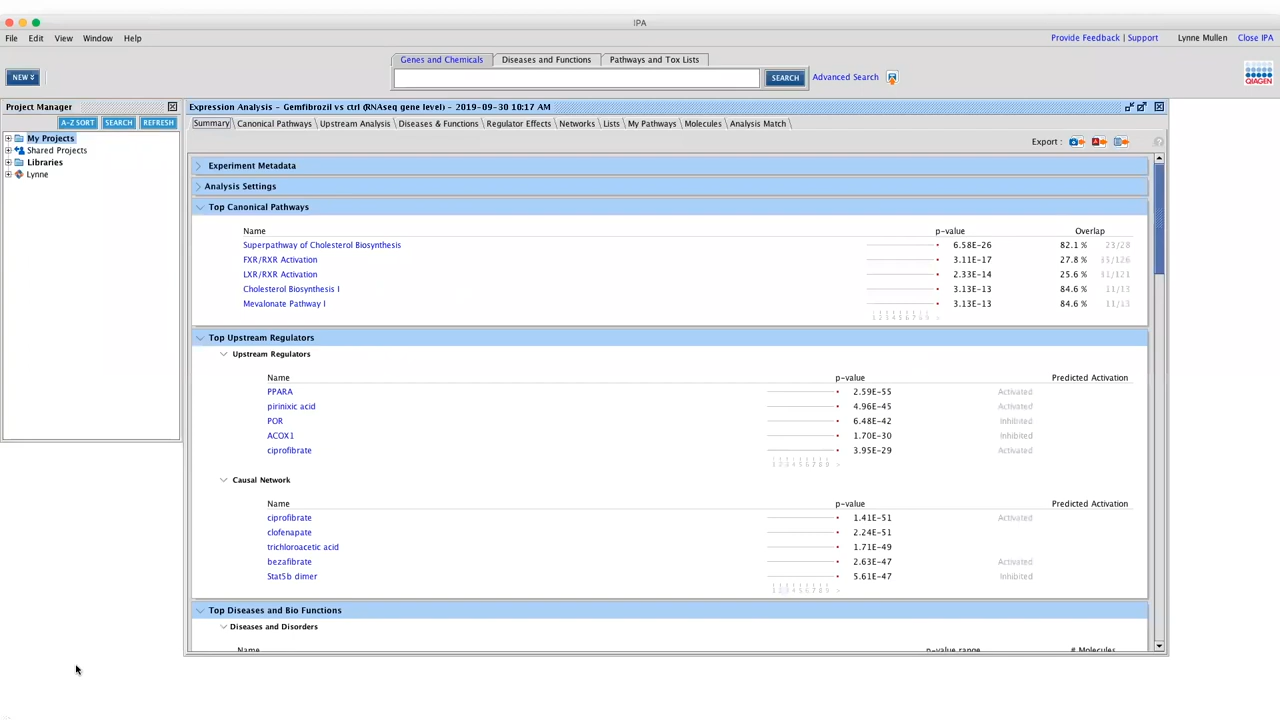 IPA
File Edit View Window Help
Provide Feedback | Support Lynne Mullen Close IPA
Genes and Chemicals Diseases and Functions Pathways and Tox Lists
NEW
SEARCH Advanced Search
QIAGEN
Project Manager
A-Z SORT SEARCH REFRESH
My Projects
Shared Projects
Libraries
Lynne
Expression Analysis - Gemfibrozil vs ctrl (RNAseq gene level) - 2019-09-30 10:17 AM
Summary Canonical Pathways Upstream Analysis Diseases & Functions Regulator Effects Networks Lists My Pathways Molecules Analysis Match
Export :
Experiment Metadata
Analysis Settings
Top Canonical Pathways
Name p-value Overlap
Superpathway of Cholesterol Biosynthesis 6.58E-26 82.1 % 23/28
FXR/RXR Activation 3.11E-17 27.8 % 35/126
LXR/RXR Activation 2.33E-14 25.6 % 31/121
Cholesterol Biosynthesis I 3.13E-13 84.6 % 11/13
Mevalonate Pathway I 3.13E-13 84.6 % 11/13
Top Upstream Regulators
Upstream Regulators
Name p-value Predicted Activation
PPARA 2.59E-55 Activated
pirinixic acid 4.96E-45 Activated
POR 6.48E-42 Inhibited
ACOX1 1.70E-30 Inhibited
ciprofibrate 3.95E-29 Activated
Causal Network
Name p-value Predicted Activation
ciprofibrate 1.41E-51 Activated
clofenapate 2.24E-51
trichloroacetic acid 1.71E-49
bezafibrate 2.63E-47 Activated
Stat5b dimer 5.61E-47 Inhibited
Top Diseases and Bio Functions
Diseases and Disorders
Name p-value range # Molecules